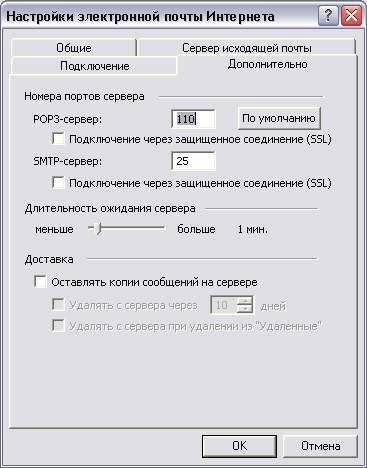 Настройки электронной почты Интернета
Общие
Сервер исходящей почты
Подключение
Дополнительно
Номера портов сервера
POP3-сервер: 110 По умолчанию
Подключение через защищенное соединение (SSL)
SMTP-сервер: 25
Подключение через защищенное соединение (SSL)
Длительность ожидания сервера
меньше больше 1 мин.
Доставка
Оставлять копии сообщений на сервере
Удалять с сервера через 10 дней
Удалять с сервера при удалении из "Удаленные"
OK Отмена